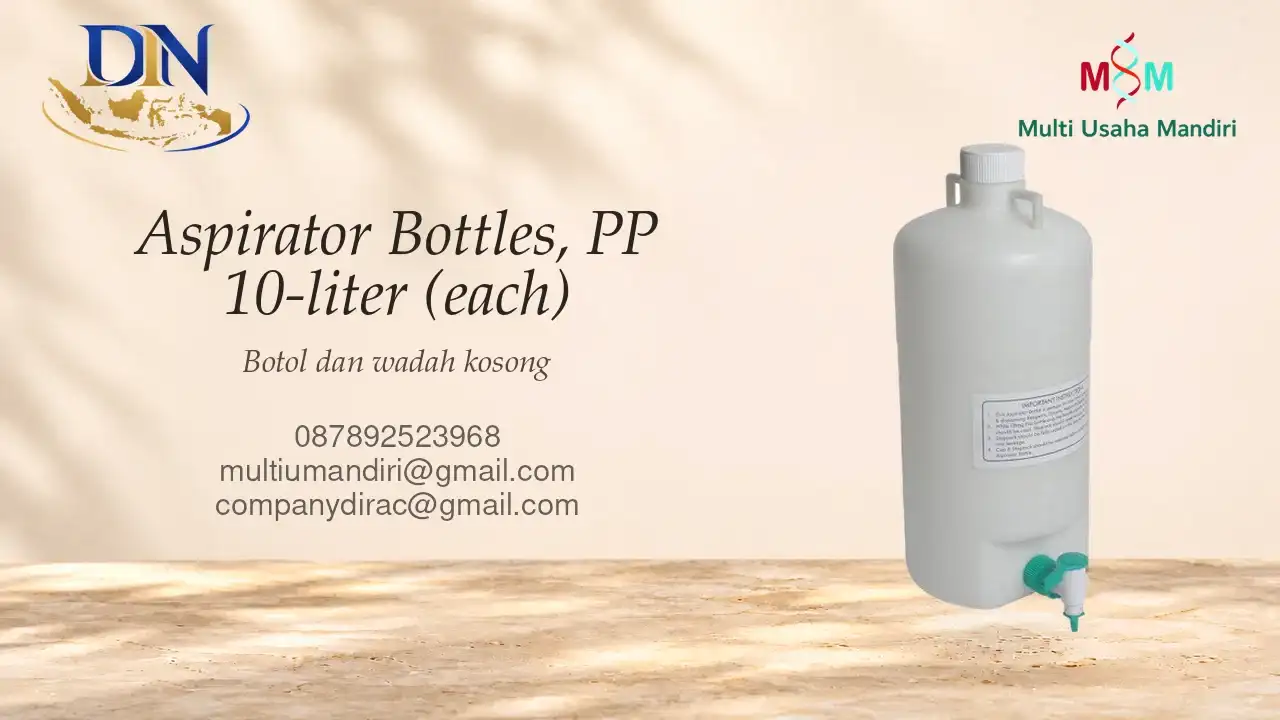 DN
M M
Multi Usaha Mandiri
Aspirator Bottles, PP
10-liter (each)
Botol dan wadah kosong
087892523968
multiumandiri@gmail.com
companydirac@gmail.com
IMPORTANT INSTRUCTIONS